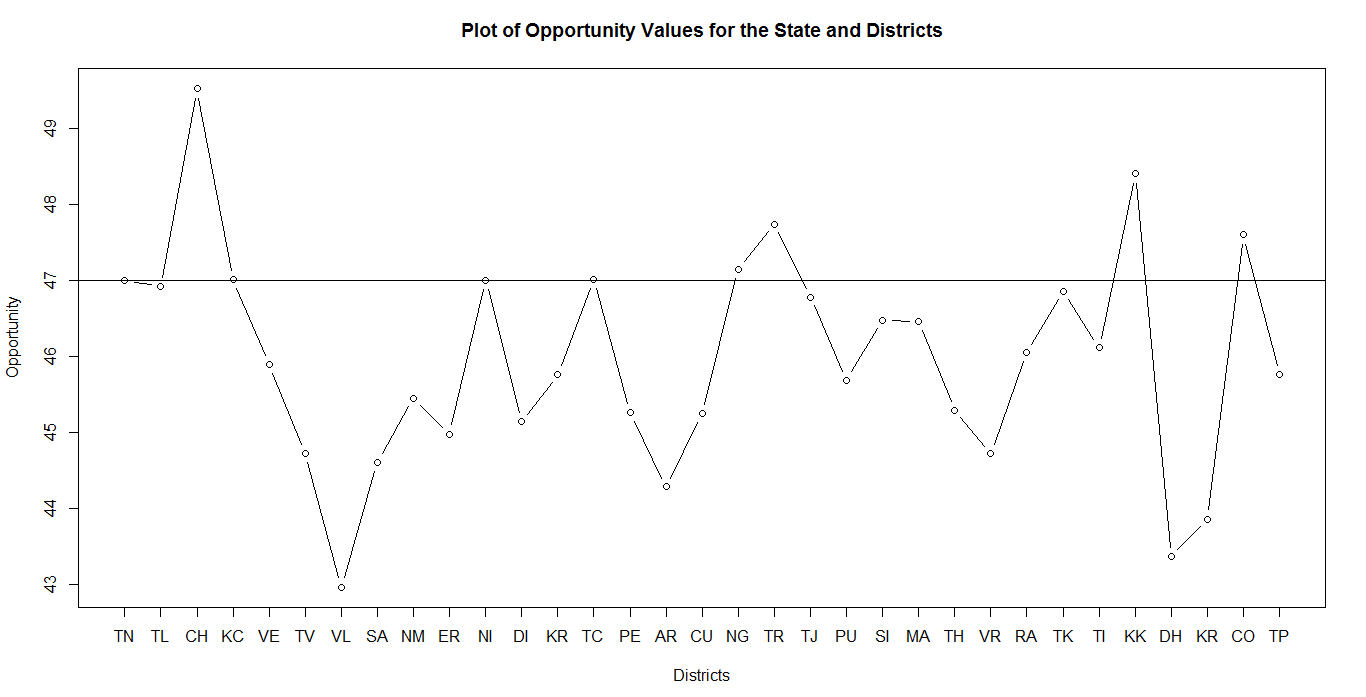 Plot of Opportunity Values for the State and Districts
49
48
47
46
45
44
43
Opportunity
TN TL CH KC VE TV VL SA NM ER NI DI KR TC PE AR CU NG TR TJ PU SI MA TH VR RA TK TI KK DH KR CO TP
Districts